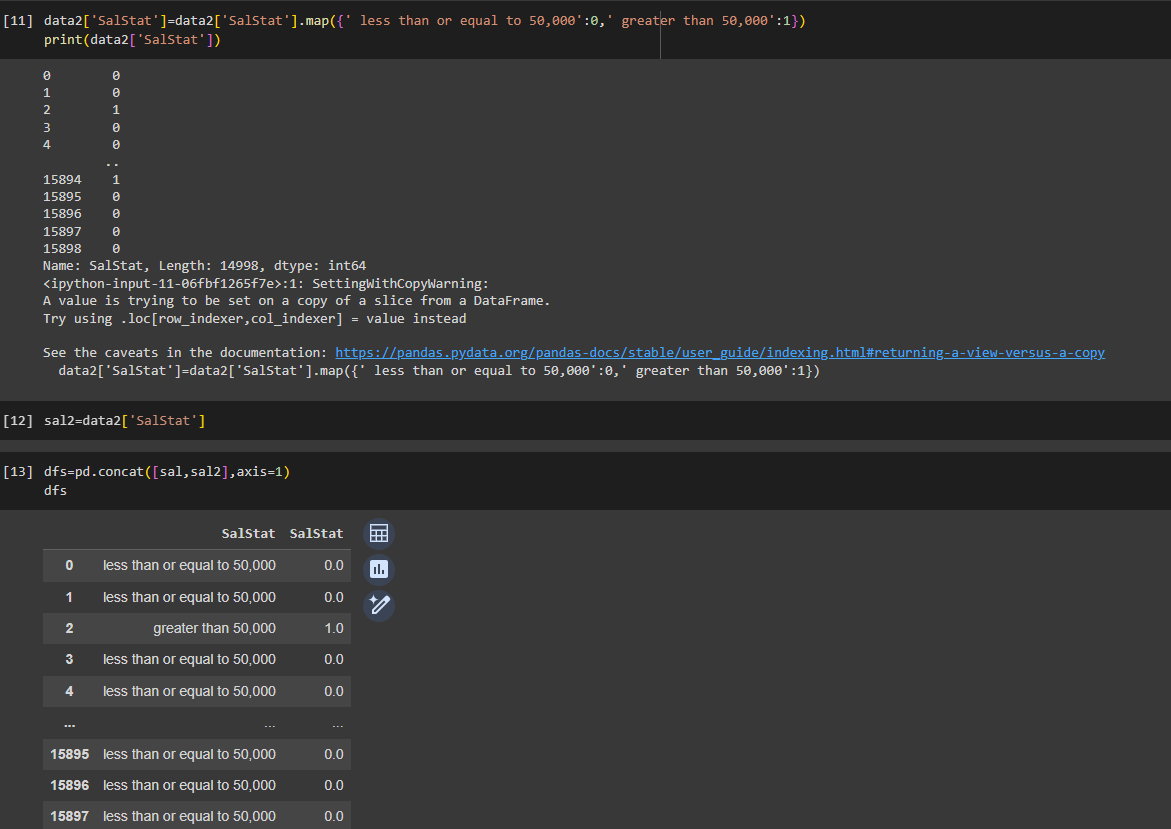 [11] data2['SalStat']=data2['SalStat'].map({' less than or equal to 50,000':0,' greater than 50,000':1})
print(data2['SalStat'])
0 0
1 0
2 1
3 0
4 0
..
15894 1
15895 0
15896 0
15897 0
15898 0
Name: SalStat, Length: 14998, dtype: int64
<ipython-input-11-06fbf1265f7e>:1: SettingWithCopyWarning:
A value is trying to be set on a copy of a slice from a DataFrame.
Try using .loc[row_indexer,col_indexer] = value instead
See the caveats in the documentation: https://pandas.pydata.org/pandas-docs/stable/user_guide/indexing.html#returning-a-view-versus-a-copy
data2['SalStat']=data2['SalStat'].map({' less than or equal to 50,000':0,' greater than 50,000':1})
[12] sal2=data2['SalStat']
[13] dfs=pd.concat([sal,sal2],axis=1)
dfs
SalStat SalStat
0 less than or equal to 50,000 0.0
1 less than or equal to 50,000 0.0
2 greater than 50,000 1.0
3 less than or equal to 50,000 0.0
4 less than or equal to 50,000 0.0
... ... ...
15895 less than or equal to 50,000 0.0
15896 less than or equal to 50,000 0.0
15897 less than or equal to 50,000 0.0